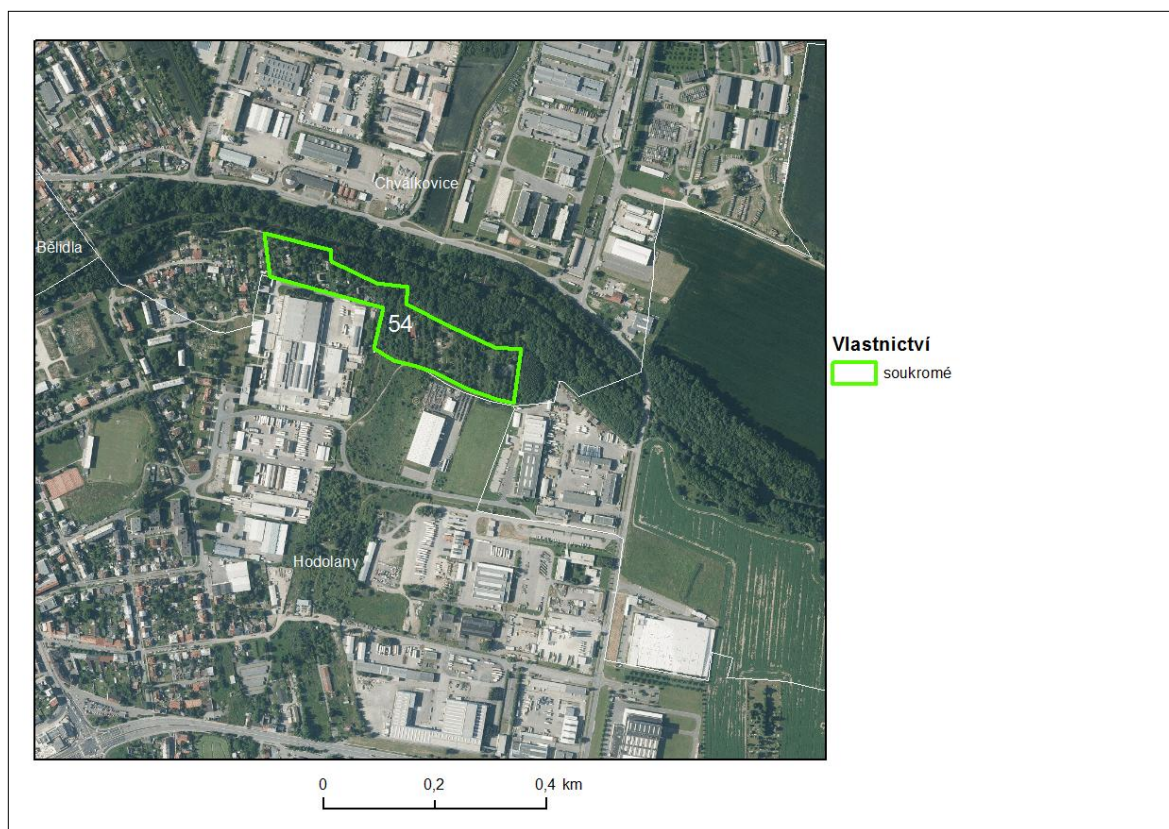 Chválkovice
Bělidla
54
Vlastnictví
soukromé
Hodolany
0 0,2 0,4 km